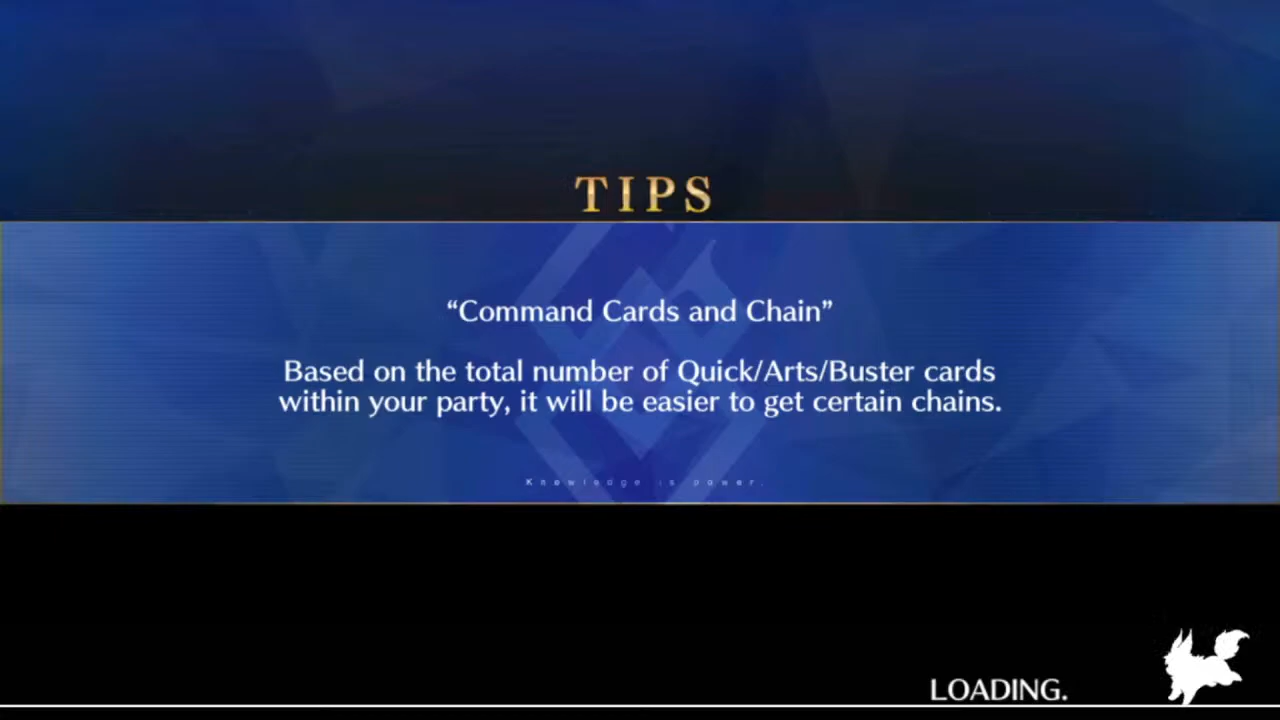 TIPS
“Command Cards and Chain”
Based on the total number of Quick/Arts/Buster cards
within your party, it will be easier to get certain chains.
Knowledge is power.
LOADING.